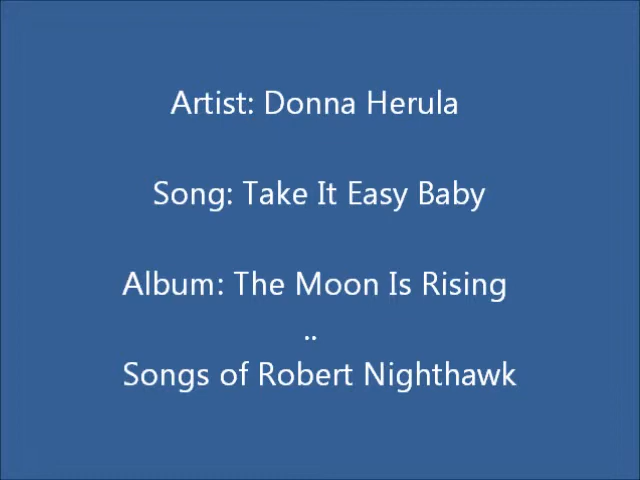 Artist: Donna Herula
Song: Take It Easy Baby
Album: The Moon Is Rising
..
Songs of Robert Nighthawk